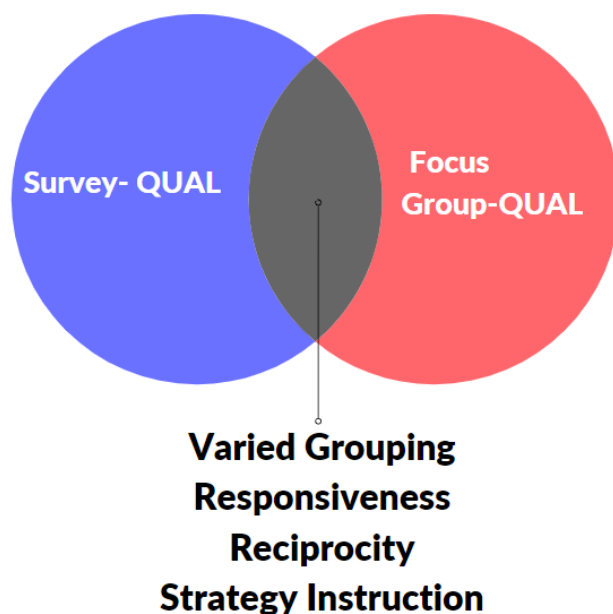 Survey- QUAL
Focus
Group-QUAL
Varied Grouping
Responsiveness
Reciprocity
Strategy Instruction